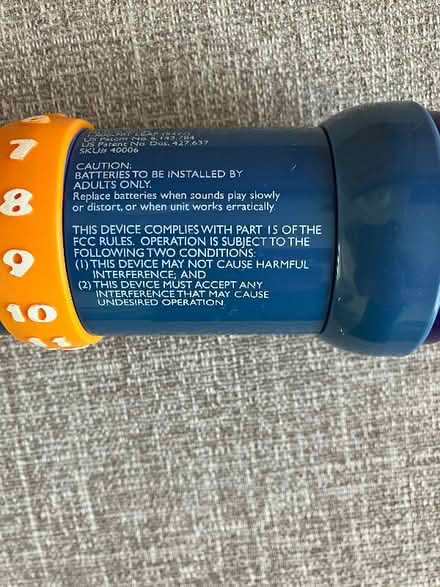 US Patent No. 6,143,784
US Patent No. Des. 427,637
SKU# 40006
CAUTION:
BATTERIES TO BE INSTALLED BY
ADULTS ONLY.
Replace batteries when sounds play slowly
or distort, or when unit works erratically
THIS DEVICE COMPLIES WITH PART 15 OF THE
FCC RULES. OPERATION IS SUBJECT TO THE
FOLLOWING TWO CONDITIONS:
(1) THIS DEVICE MAY NOT CAUSE HARMFUL
INTERFERENCE; AND
(2) THIS DEVICE MUST ACCEPT ANY
INTERFERENCE THAT MAY CAUSE
UNDESIRED OPERATION.
7
8
9
10
11